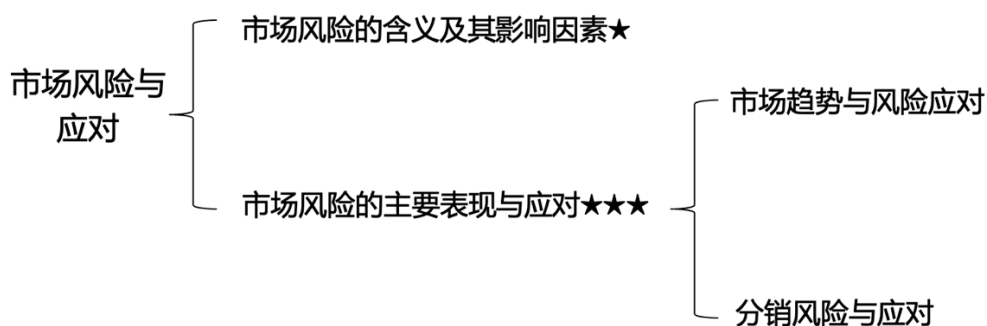 市场风险的含义及其影响因素★
市场风险与
应对
市场趋势与风险应对
市场风险的主要表现与应对★★★
分销风险与应对